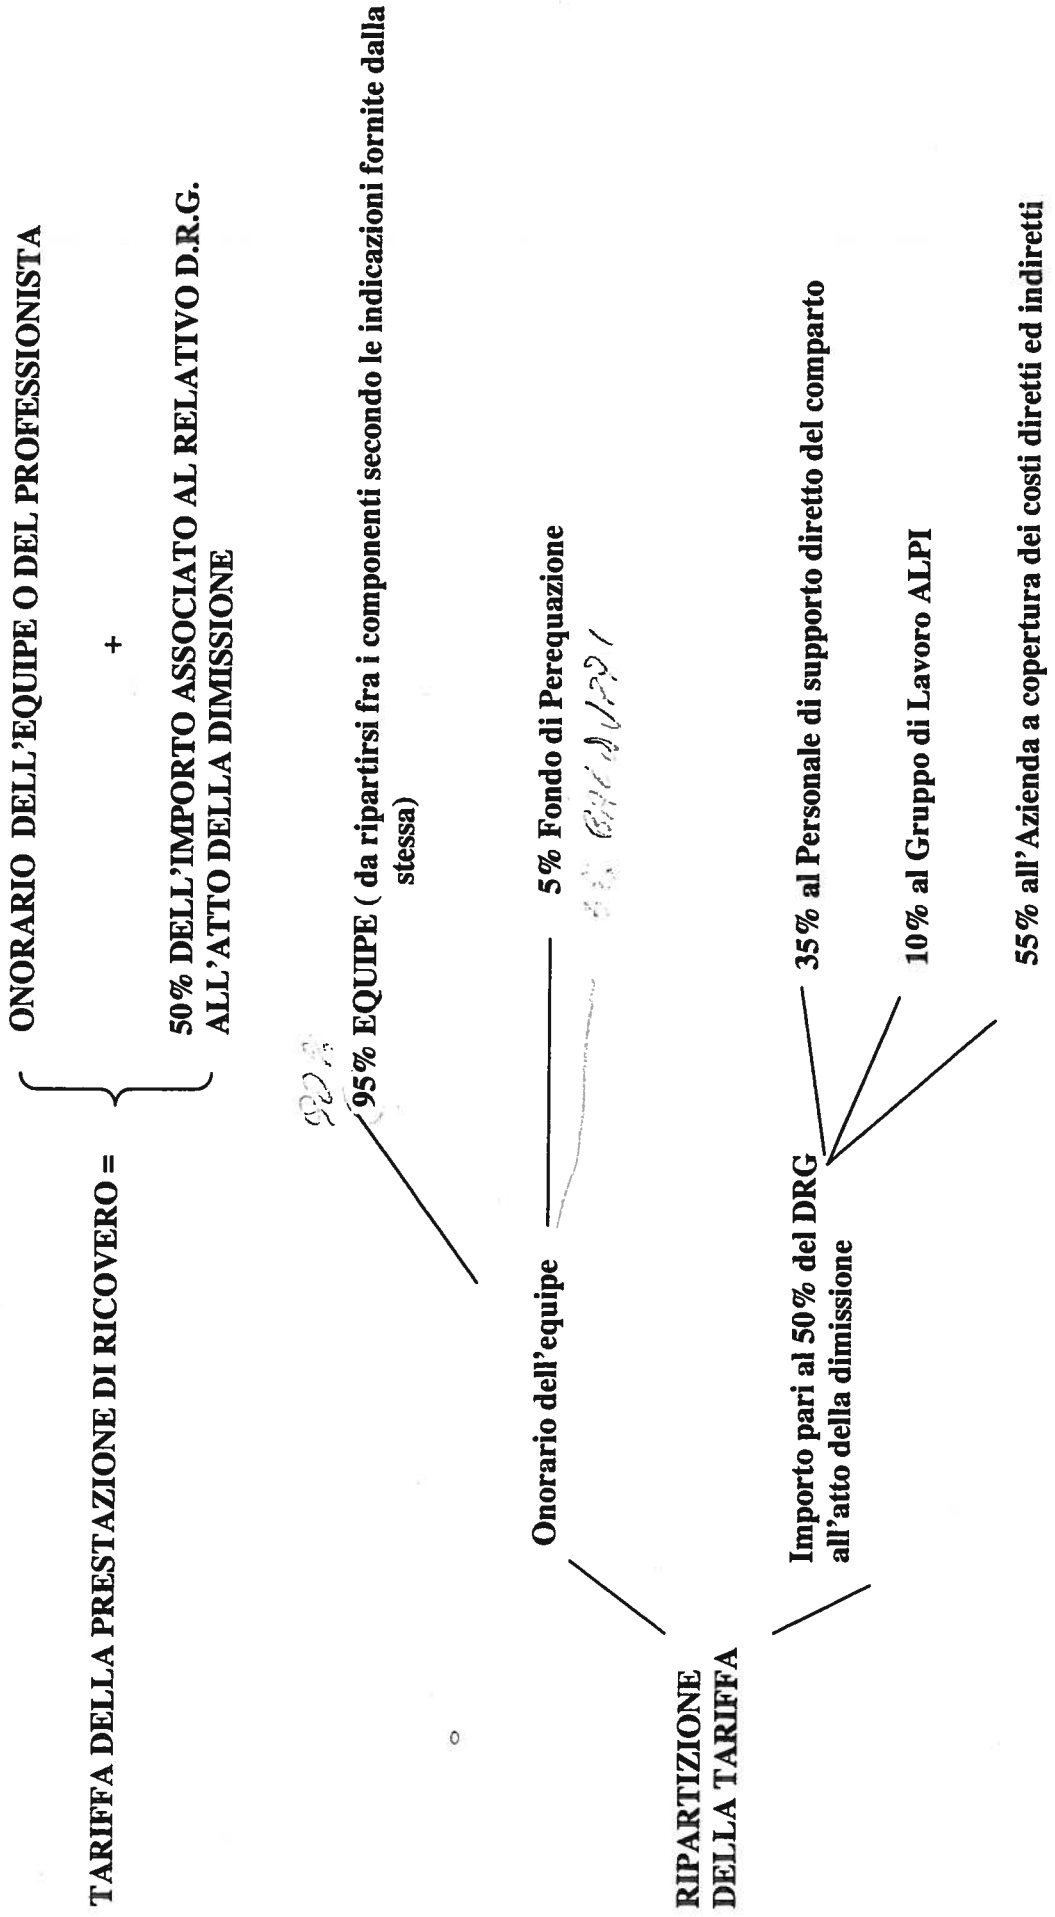 ONORARIO DELL'EQUIPE O DEL PROFESSIONISTA
TARIFFA DELLA PRESTAZIONE DI RICOVERO =
+
50% DELL'IMPORTO ASSOCIATO AL RELATIVO D.R.G.
ALL'ATTO DELLA DIMISSIONE
95% EQUIPE ( da ripartirsi fra i componenti secondo le indicazioni fornite dalla
stessa)
Onorario dell'equipe
5% Fondo di Perequazione
RIPARTIZIONE
DELLA TARIFFA
Importo pari al 50% del DRG
all'atto della dimissione
35% al Personale di supporto diretto del comparto
10% al Gruppo di Lavoro ALPI
55% all'Azienda a copertura dei costi diretti ed indiretti